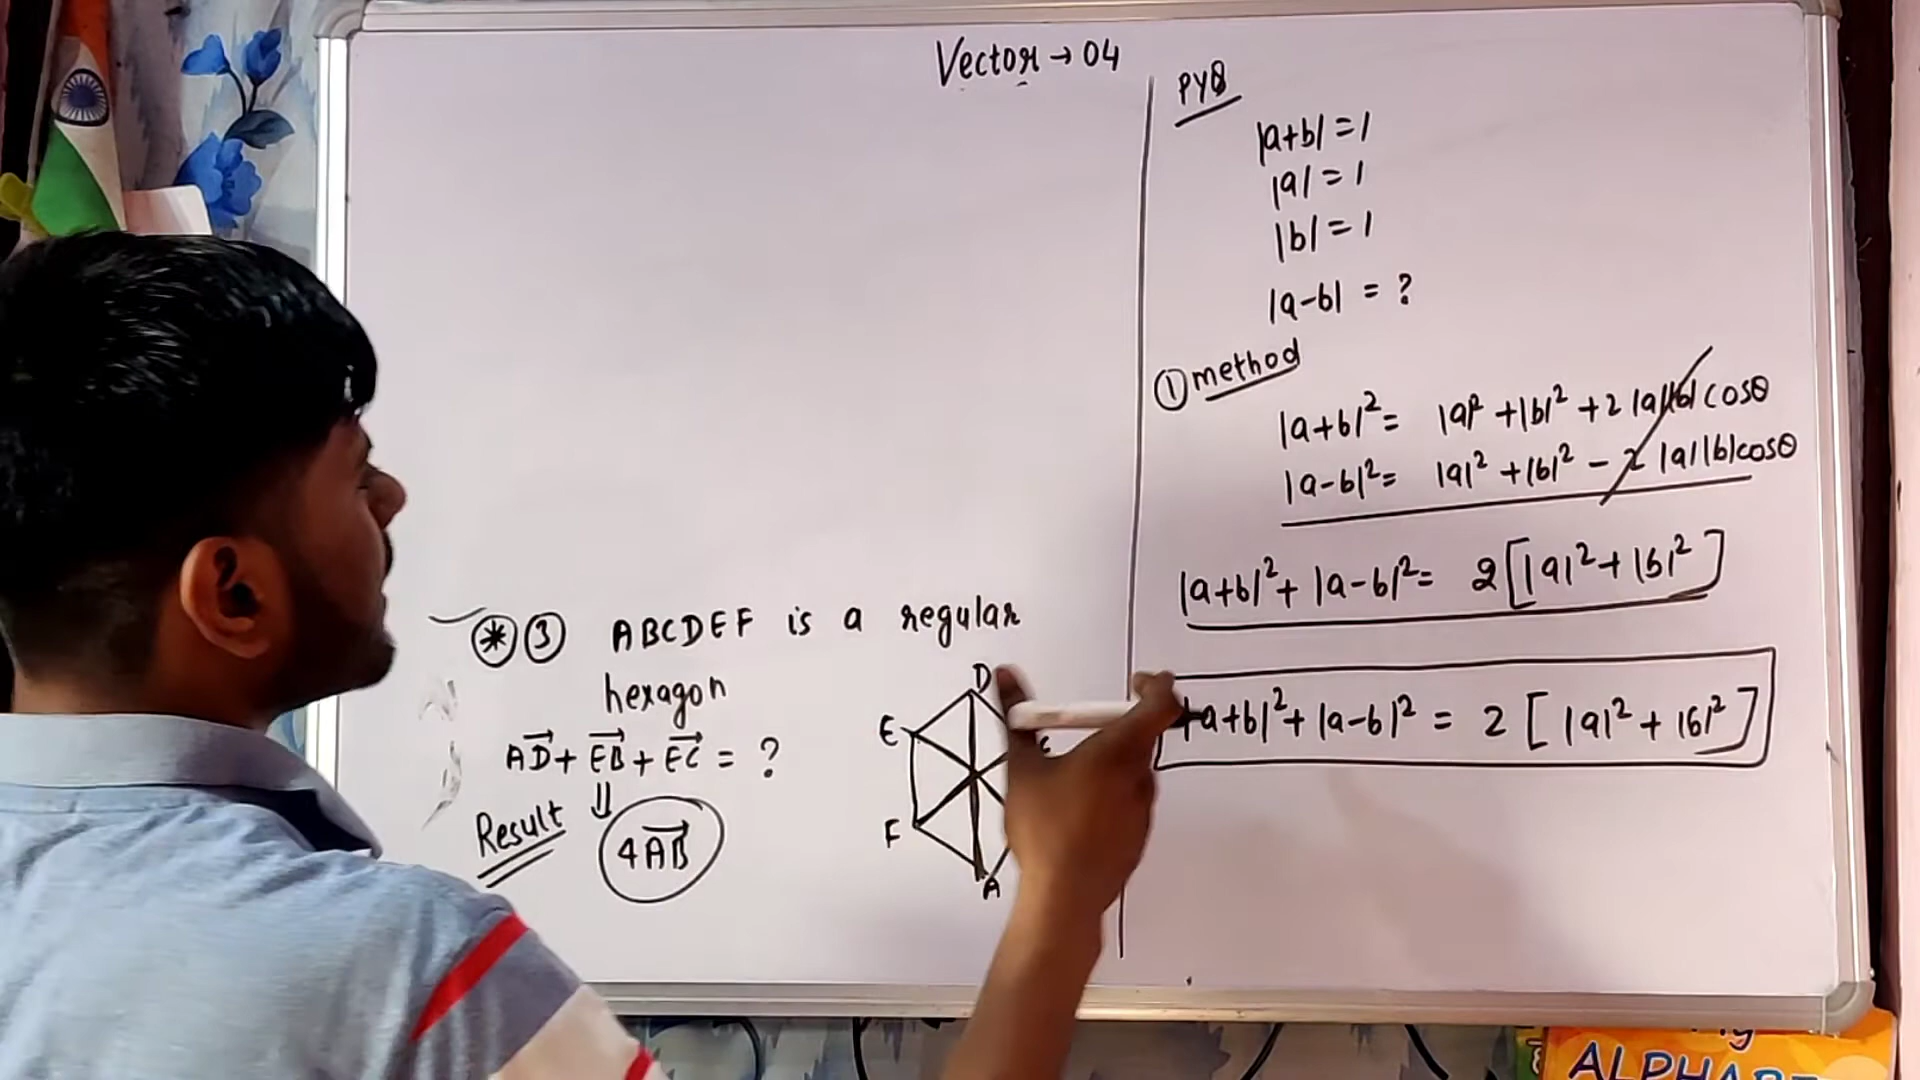 Vector → 04
✱ ③ ABCDEF is a regular
hexagon
AD⃗ + EB⃗ + EC⃗ = ?
⇓
Result
4AB⃗
D
E
C
F
A
PYQ
|a+b| = 1
|a| = 1
|b| = 1
|a-b| = ?
① method
|a+b|² = |a|² + |b|² + 2|a||b|cosθ
|a-b|² = |a|² + |b|² - 2|a||b|cosθ
|a+b|² + |a-b|² = 2[|a|² + |b|²]
|a+b|² + |a-b|² = 2[|a|² + |b|²]